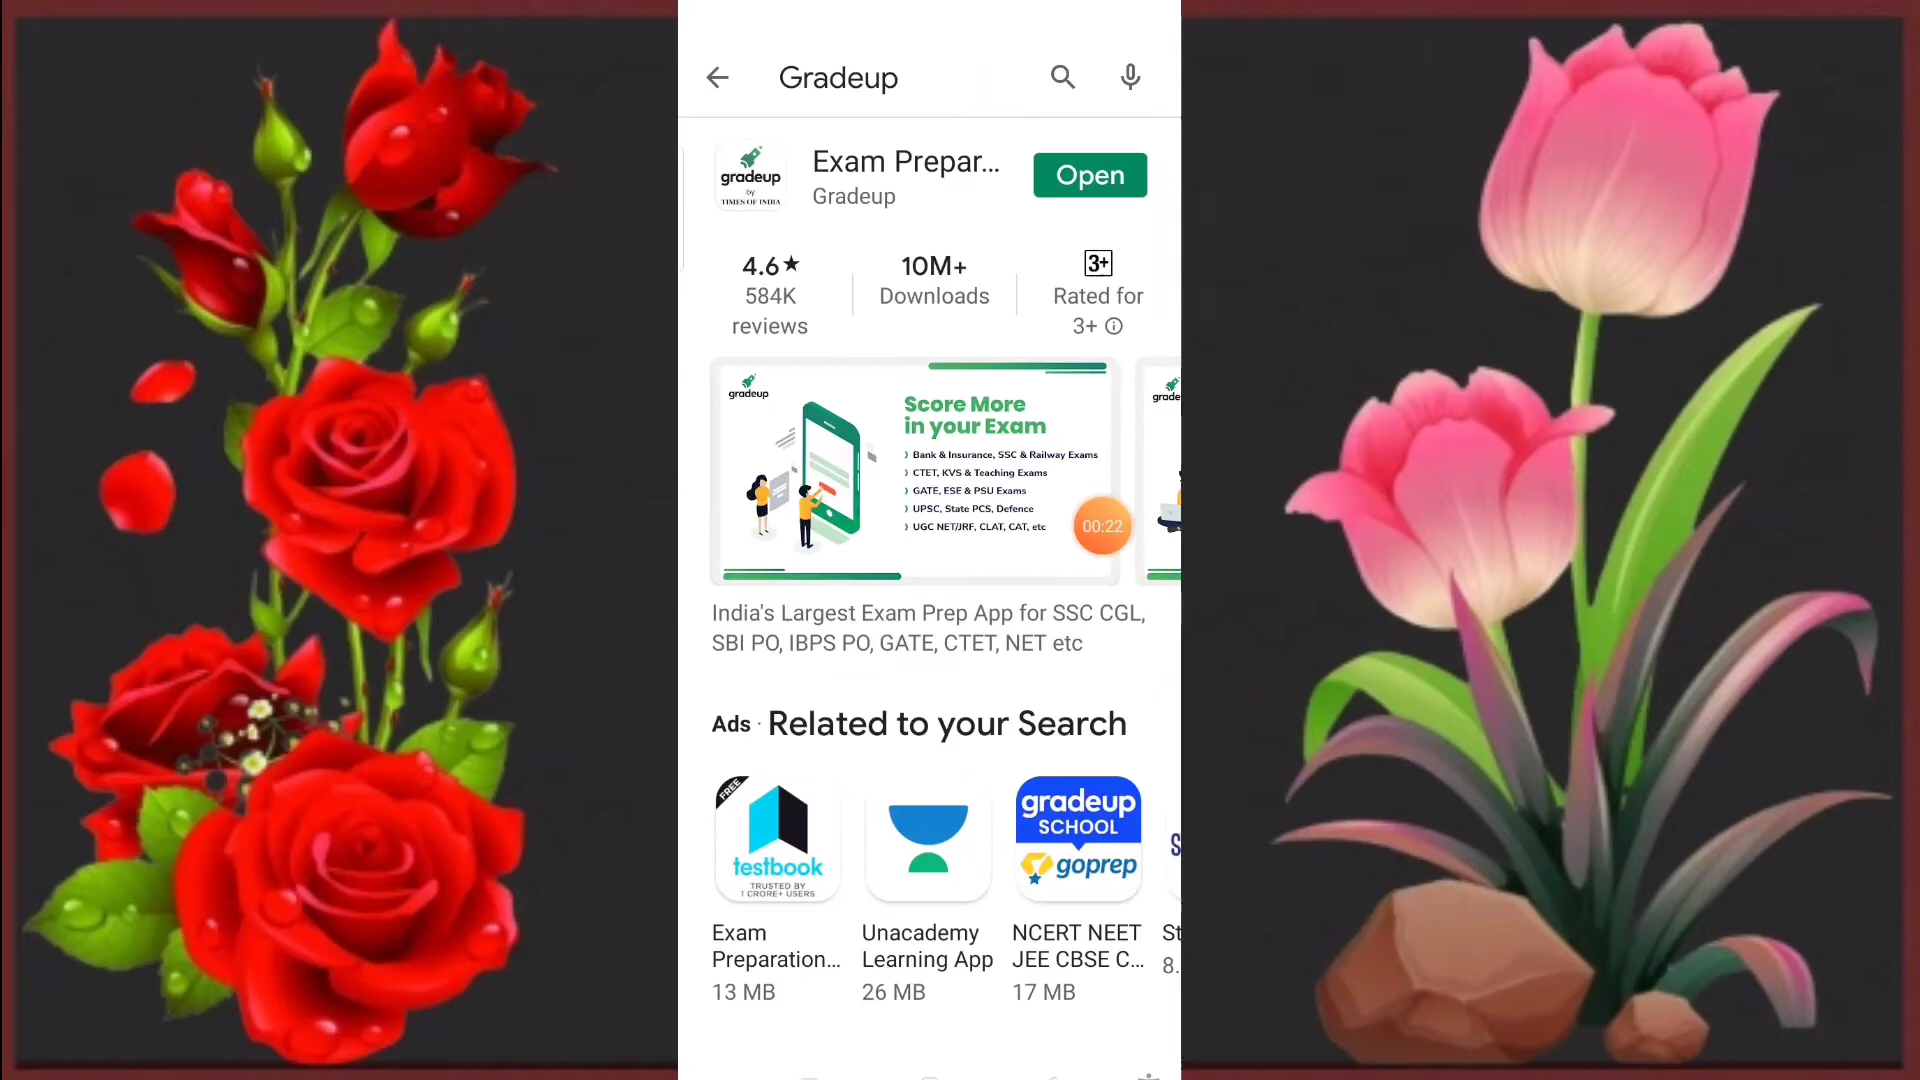 Gradeup
gradeup
by
TIMES OF INDIA
Exam Prepar...
Gradeup
Open
4.6★
584K
reviews
10M+
Downloads
3+
Rated for
3+
gradeup
Score More
in your Exam
Bank & Insurance, SSC & Railway Exams
CTET, KVS & Teaching Exams
GATE, ESE & PSU Exams
UPSC, State PCS, Defence
UGC NET/JRF, CLAT, CAT, etc
00:22
grade
India's Largest Exam Prep App for SSC CGL,
SBI PO, IBPS PO, GATE, CTET, NET etc
Ads · Related to your Search
FREE
testbook
TRUSTED BY
1 CRORE+ USERS
gradeup
SCHOOL
goprep
S
Exam
Preparation...
13 MB
Unacademy
Learning App
26 MB
NCERT NEET
JEE CBSE C...
17 MB
St
8.